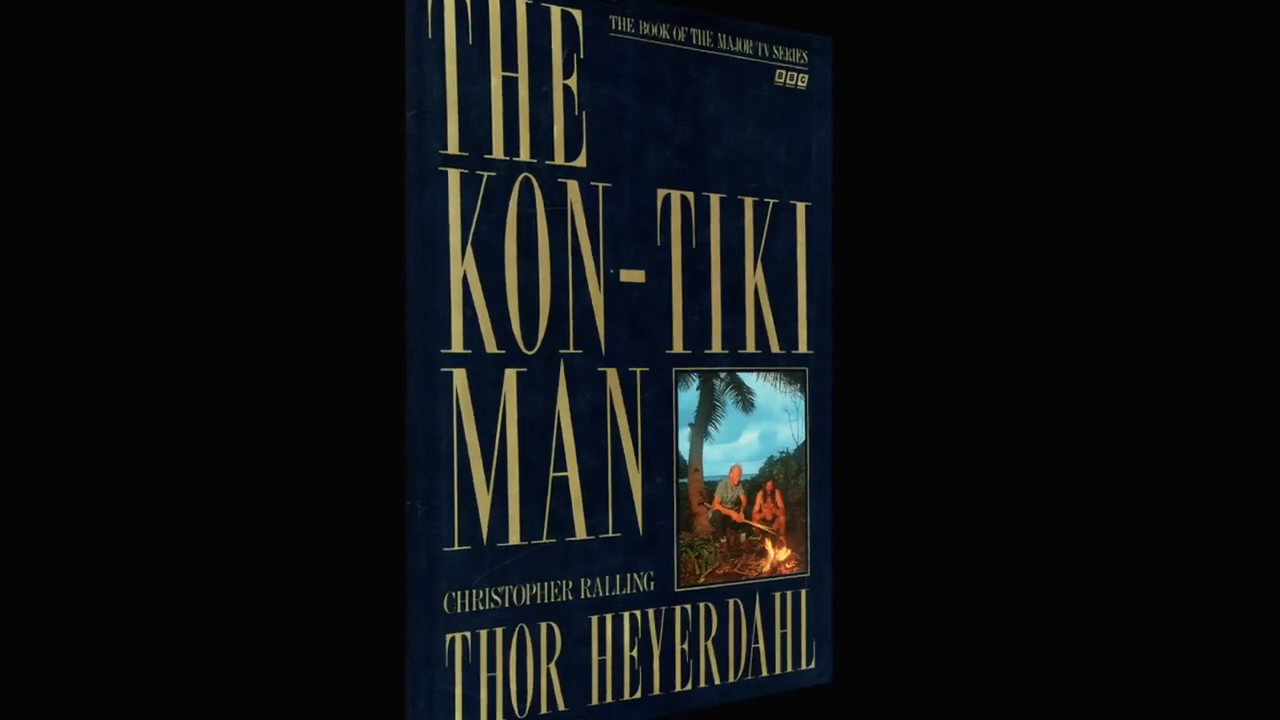 THE
THE BOOK OF THE MAJOR TV SERIES
BBC
KON-TIKI
MAN
CHRISTOPHER RALLING
THOR HEYERDAHL